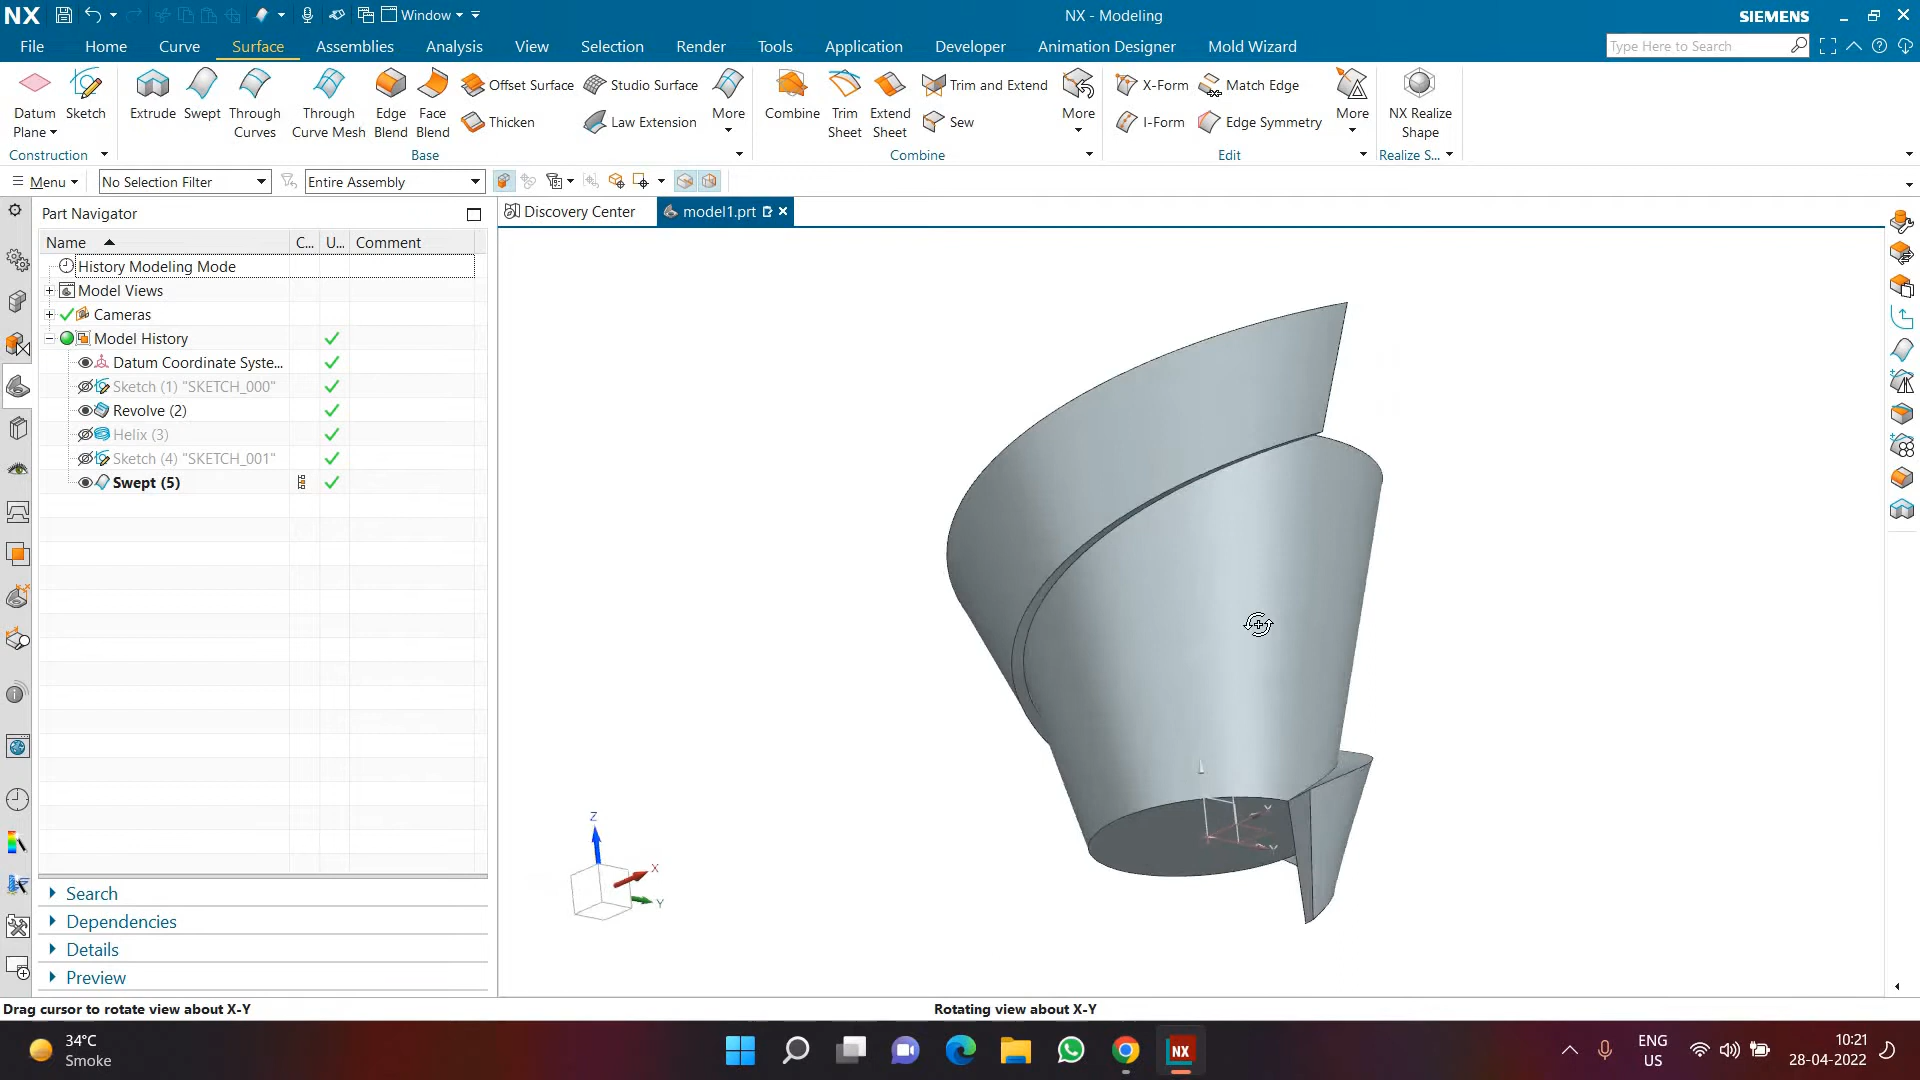 NX Window NX - Modeling SIEMENS
File Home Curve Surface Assemblies Analysis View Selection Render Tools Application Developer Animation Designer Mold Wizard Type Here to Search
Datum Plane Sketch Extrude Swept Through Curves Through Curve Mesh Edge Blend Face Blend Offset Surface Thicken Studio Surface Law Extension More Combine Trim Sheet Extend Sheet Trim and Extend Sew More X-Form I-Form Match Edge Edge Symmetry More NX Realize Shape
Construction Base Combine Edit Realize S...
Menu No Selection Filter Entire Assembly
Part Navigator Discovery Center model1.prt
Name C... U... Comment
History Modeling Mode
Model Views
Cameras
Model History
Datum Coordinate Syste...
Sketch (1) "SKETCH_000"
Revolve (2)
Helix (3)
Sketch (4) "SKETCH_001"
Swept (5)
Z
X
Y
Search
Dependencies
Details
Preview
Drag cursor to rotate view about X-Y Rotating view about X-Y
34°C
Smoke
NX
ENG
US
10:21
28-04-2022